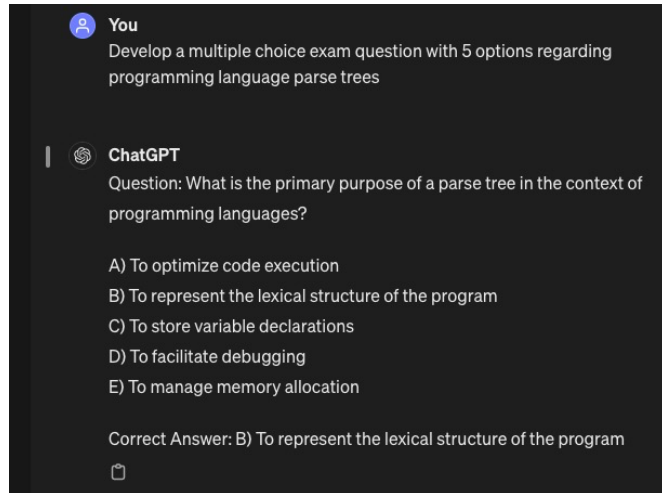 You
Develop a multiple choice exam question with 5 options regarding
programming language parse trees
ChatGPT
Question: What is the primary purpose of a parse tree in the context of
programming languages?
A) To optimize code execution
B) To represent the lexical structure of the program
C) To store variable declarations
D) To facilitate debugging
E) To manage memory allocation
Correct Answer: B) To represent the lexical structure of the program